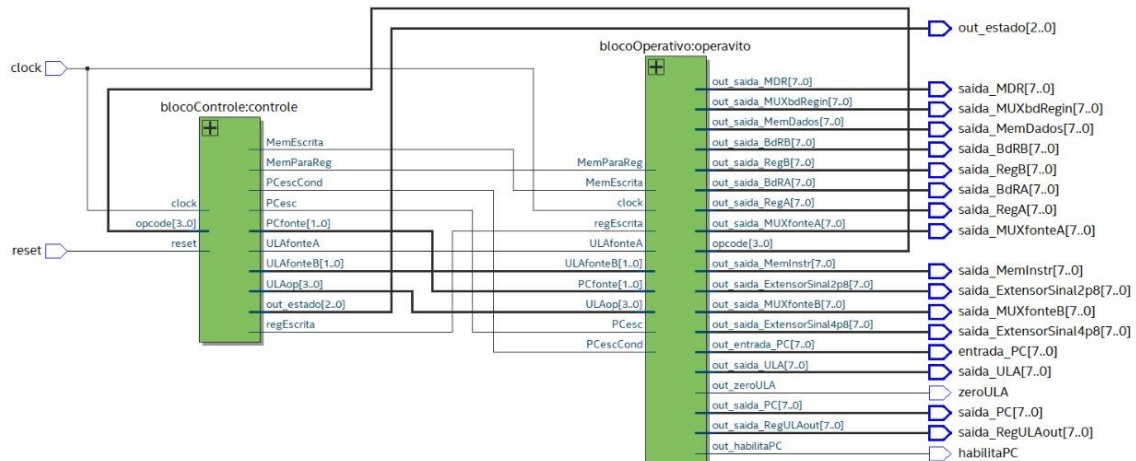 clock
reset
blocoControle:controle
clock
opcode[3..0]
reset
MemEscrita
MemParaReg
PCescCond
PCesc
PCfonte[1..0]
ULAfonteA
ULAfonteB[1..0]
ULAop[3..0]
out_estado[2..0]
regEscrita
blocoOperativo:operavito
MemParaReg
MemEscrita
clock
regEscrita
ULAfonteA
ULAfonteB[1..0]
PCfonte[1..0]
ULAop[3..0]
PCesc
PCescCond
out_saida_MDR[7..0]
out_saida_MUXbdRegin[7..0]
out_saida_MemDados[7..0]
out_saida_BdRB[7..0]
out_saida_RegB[7..0]
out_saida_BdRA[7..0]
out_saida_RegA[7..0]
out_saida_MUXfonteA[7..0]
opcode[3..0]
out_saida_MemInstr[7..0]
out_saida_ExtensorSinal2p8[7..0]
out_saida_MUXfonteB[7..0]
out_saida_ExtensorSinal4p8[7..0]
out_entrada_PC[7..0]
out_saida_ULA[7..0]
out_zeroULA
out_saida_PC[7..0]
out_saida_RegULAout[7..0]
out_habilitaPC
out_estado[2..0]
saida_MDR[7..0]
saida_MUXbdRegin[7..0]
saida_MemDados[7..0]
saida_BdRB[7..0]
saida_RegB[7..0]
saida_BdRA[7..0]
saida_RegA[7..0]
saida_MUXfonteA[7..0]
saida_MemInstr[7..0]
saida_ExtensorSinal2p8[7..0]
saida_MUXfonteB[7..0]
saida_ExtensorSinal4p8[7..0]
entrada_PC[7..0]
saida_ULA[7..0]
zeroULA
saida_PC[7..0]
saida_RegULAout[7..0]
habilitaPC